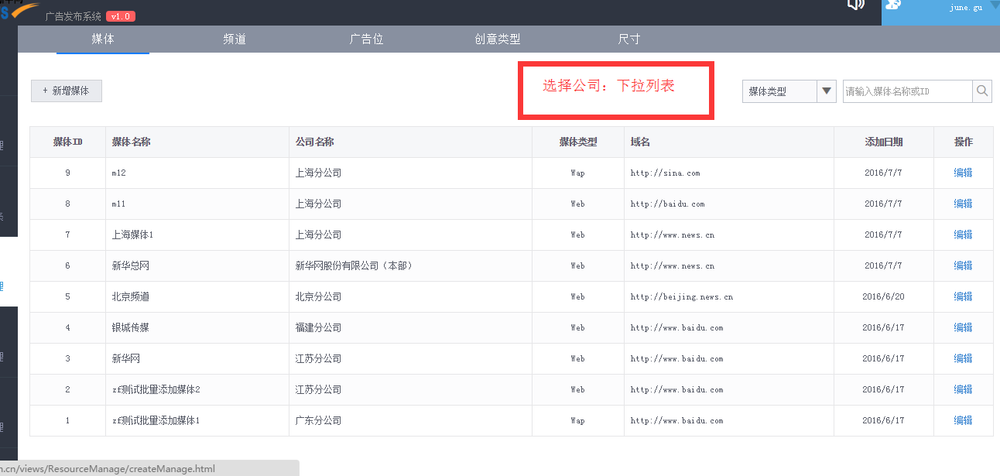 广告发布系统 v1.0
june.gu
媒体 频道 广告位 创意类型 尺寸
+ 新增媒体
选择公司：下拉列表
媒体类型
请输入媒体名称或ID
媒体ID 媒体名称 公司名称 媒体类型 域名 添加日期 操作
9 m12 上海分公司 Wap http://sina.com 2016/7/7 编辑
8 m11 上海分公司 Web http://baidu.com 2016/7/7 编辑
7 上海媒体1 上海分公司 Web http://www.news.cn 2016/7/7 编辑
6 新华总网 新华网股份有限公司（本部） Web http://www.news.cn 2016/7/7 编辑
5 北京频道 北京分公司 Web http://beijing.news.cn 2016/6/20 编辑
4 银城传媒 福建分公司 Web http://www.baidu.com 2016/6/17 编辑
3 新华网 江苏分公司 Web http://www.baidu.com 2016/6/17 编辑
2 zf测试批量添加媒体2 江苏分公司 Web http://www.baidu.com 2016/6/17 编辑
1 zf测试批量添加媒体1 广东分公司 Wap http://www.baidu.com 2016/6/17 编辑
n.cn/views/ResourceManage/createManage.html